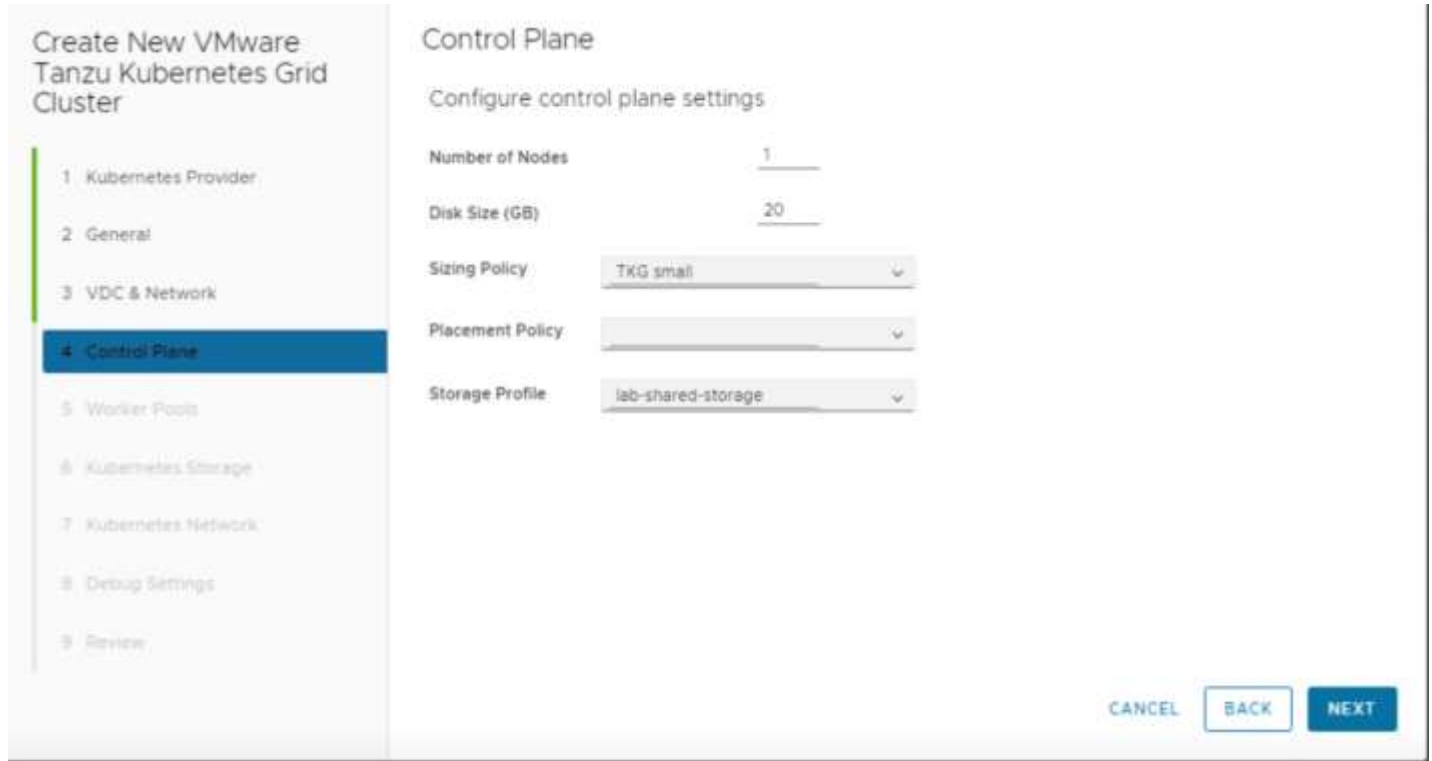 Create New VMware
Tanzu Kubernetes Grid
Cluster
1 Kubernetes Provider
2 General
3 VDC & Network
4 Control Plane
5 Worker Pools
6 Kubernetes Storage
7 Kubernetes Network
8 Debug Settings
9 Review
Control Plane
Configure control plane settings
Number of Nodes 1
Disk Size (GB) 20
Sizing Policy TKG small
Placement Policy
Storage Profile lab-shared-storage
CANCEL BACK NEXT